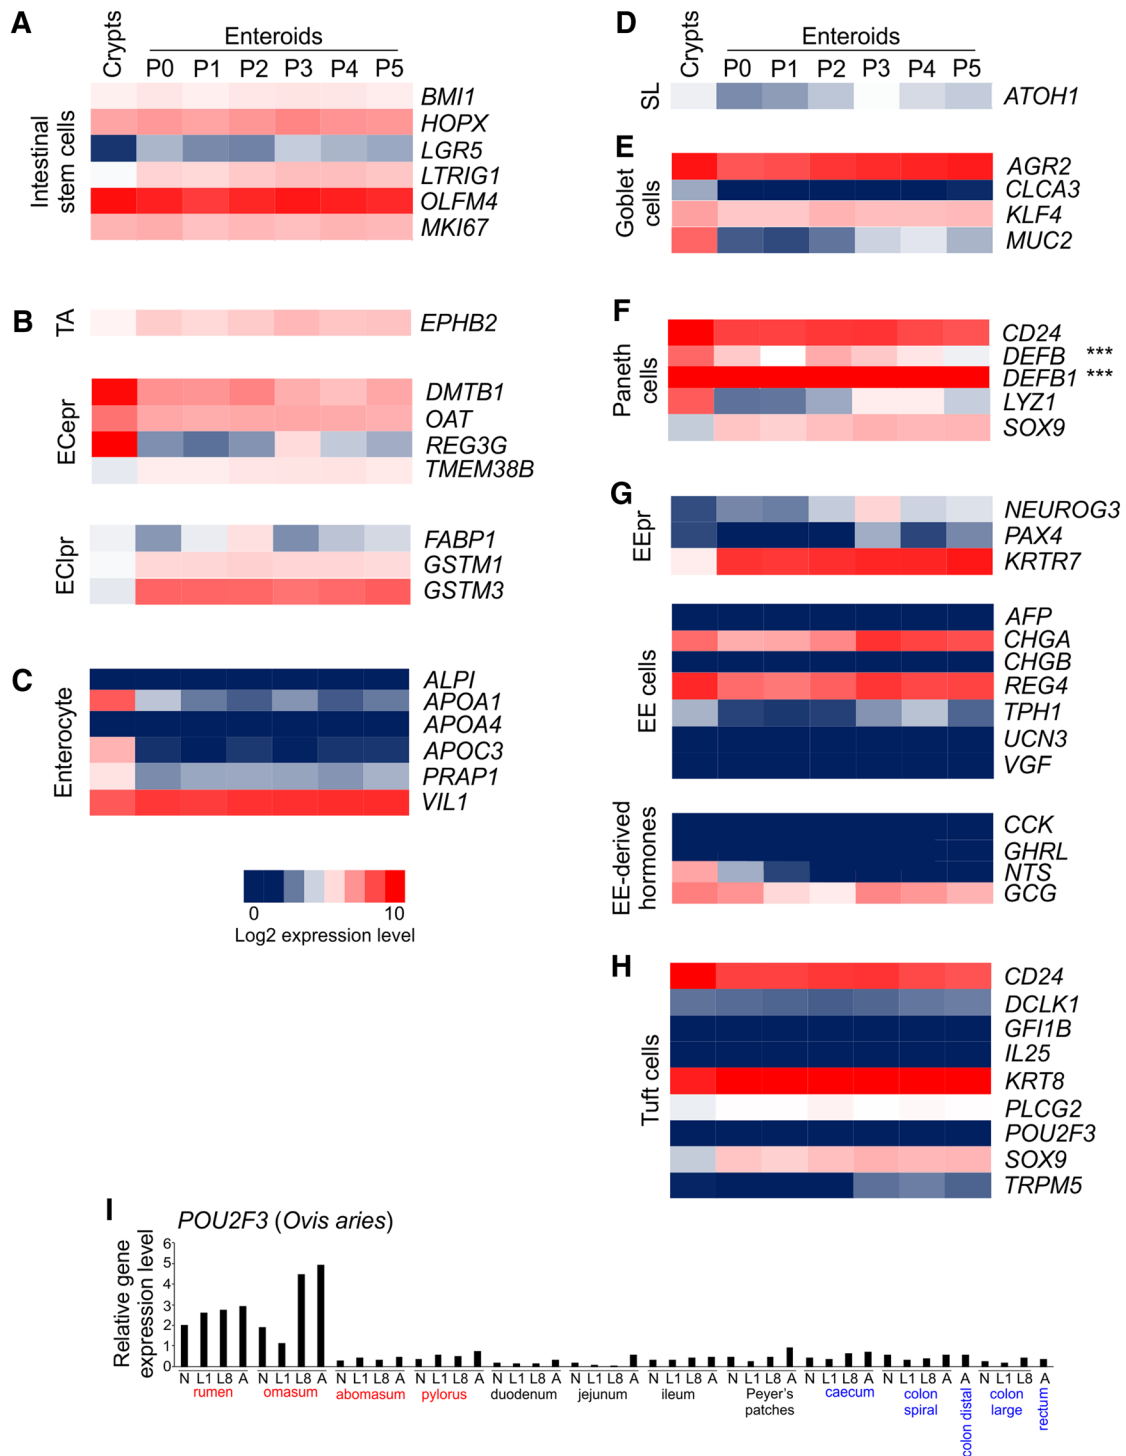 A
Crypts
Enteroids
P0 P1 P2 P3 P4 P5
Intestinal
stem cells
BMI1
HOPX
LGR5
LTRIG1
OLFM4
MKI67
B
TA
EPHB2
ECepr
DMTB1
OAT
REG3G
TMEM38B
EClpr
FABP1
GSTM1
GSTM3
C
Enterocyte
ALPI
APOA1
APOA4
APOC3
PRAP1
VIL1
0 10
Log2 expression level
D
Crypts
Enteroids
P0 P1 P2 P3 P4 P5
SL
ATOH1
E
Goblet
cells
AGR2
CLCA3
KLF4
MUC2
F
Paneth
cells
CD24
DEFB ***
DEFB1 ***
LYZ1
SOX9
G
EEpr
NEUROG3
PAX4
KRTR7
EE cells
AFP
CHGA
CHGB
REG4
TPH1
UCN3
VGF
EE-derived
hormones
CCK
GHRL
NTS
GCG
H
Tuft cells
CD24
DCLK1
GFI1B
IL25
KRT8
PLCG2
POU2F3
SOX9
TRPM5
I
POU2F3 (Ovis aries)
Relative gene
expression level
6
5
4
3
2
1
0
N L1 L8 A N L1 L8 A N L1 L8 A N L1 L8 A N L1 L8 A N L1 L8 A N L1 L8 A N L1 L8 A N L1 L8 A N L1 L8 A A N L1 L8 A
rumen omasum abomasum pylorus duodenum jejunum ileum Peyer's caecum colon colon distal colon rectum
patches spiral large